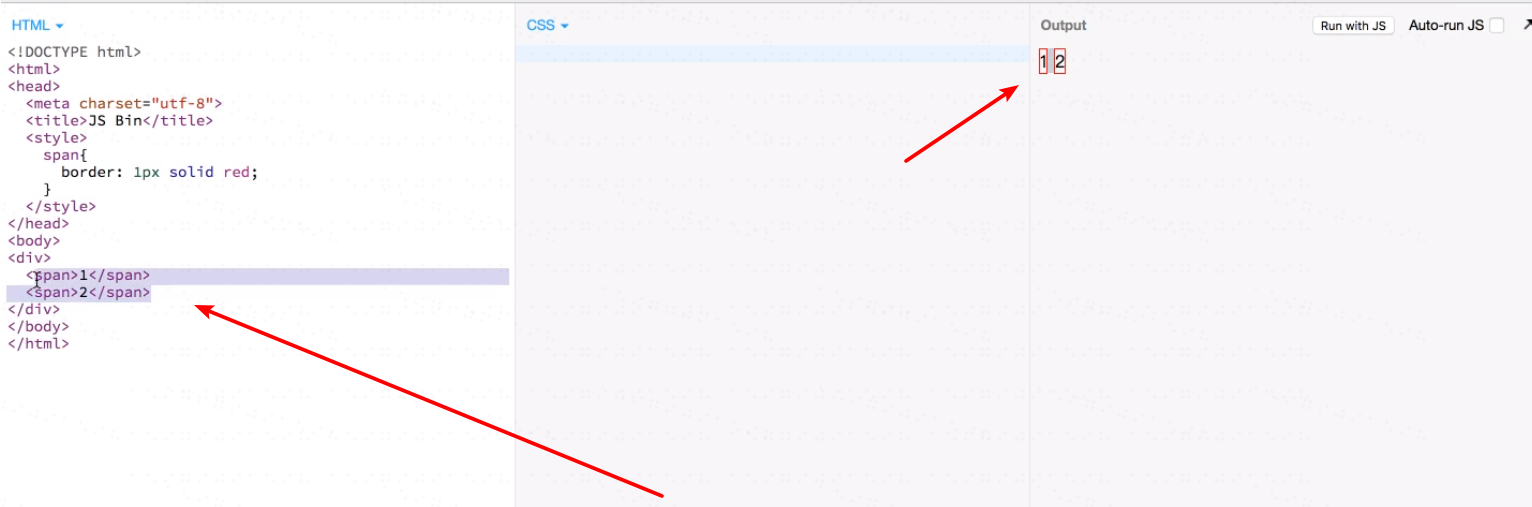 HTML
<!DOCTYPE html>
<html>
<head>
  <meta charset="utf-8">
  <title>JS Bin</title>
  <style>
    span{
      border: 1px solid red;
    }
  </style>
</head>
<body>
<div>
  <span>1</span>
  <span>2</span>
</div>
</body>
</html>
CSS
Output
Run with JS
Auto-run JS
1 2